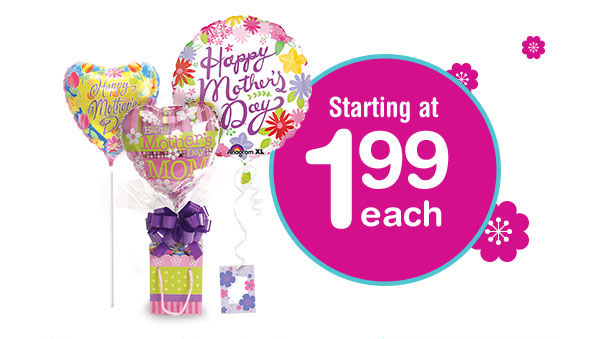 Happy
Mother's
Day
Happy
Mother's
Day
Happy
Mother's
Day
MOM
Anagram XL
Starting at
1.99
each